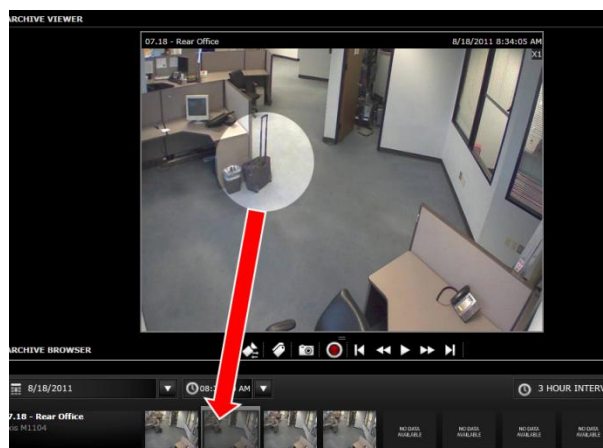 ARCHIVE VIEWER
07.18 - Rear Office 8/18/2011 8:34:05 AM
X1
ARCHIVE BROWSER
8/18/2011 AM 3 HOUR INTERV
7.18 - Rear Office
xis M1104
NO DATA AVAILABLE NO DATA AVAILABLE NO DATA AVAILABLE NO DATA AVAILABLE